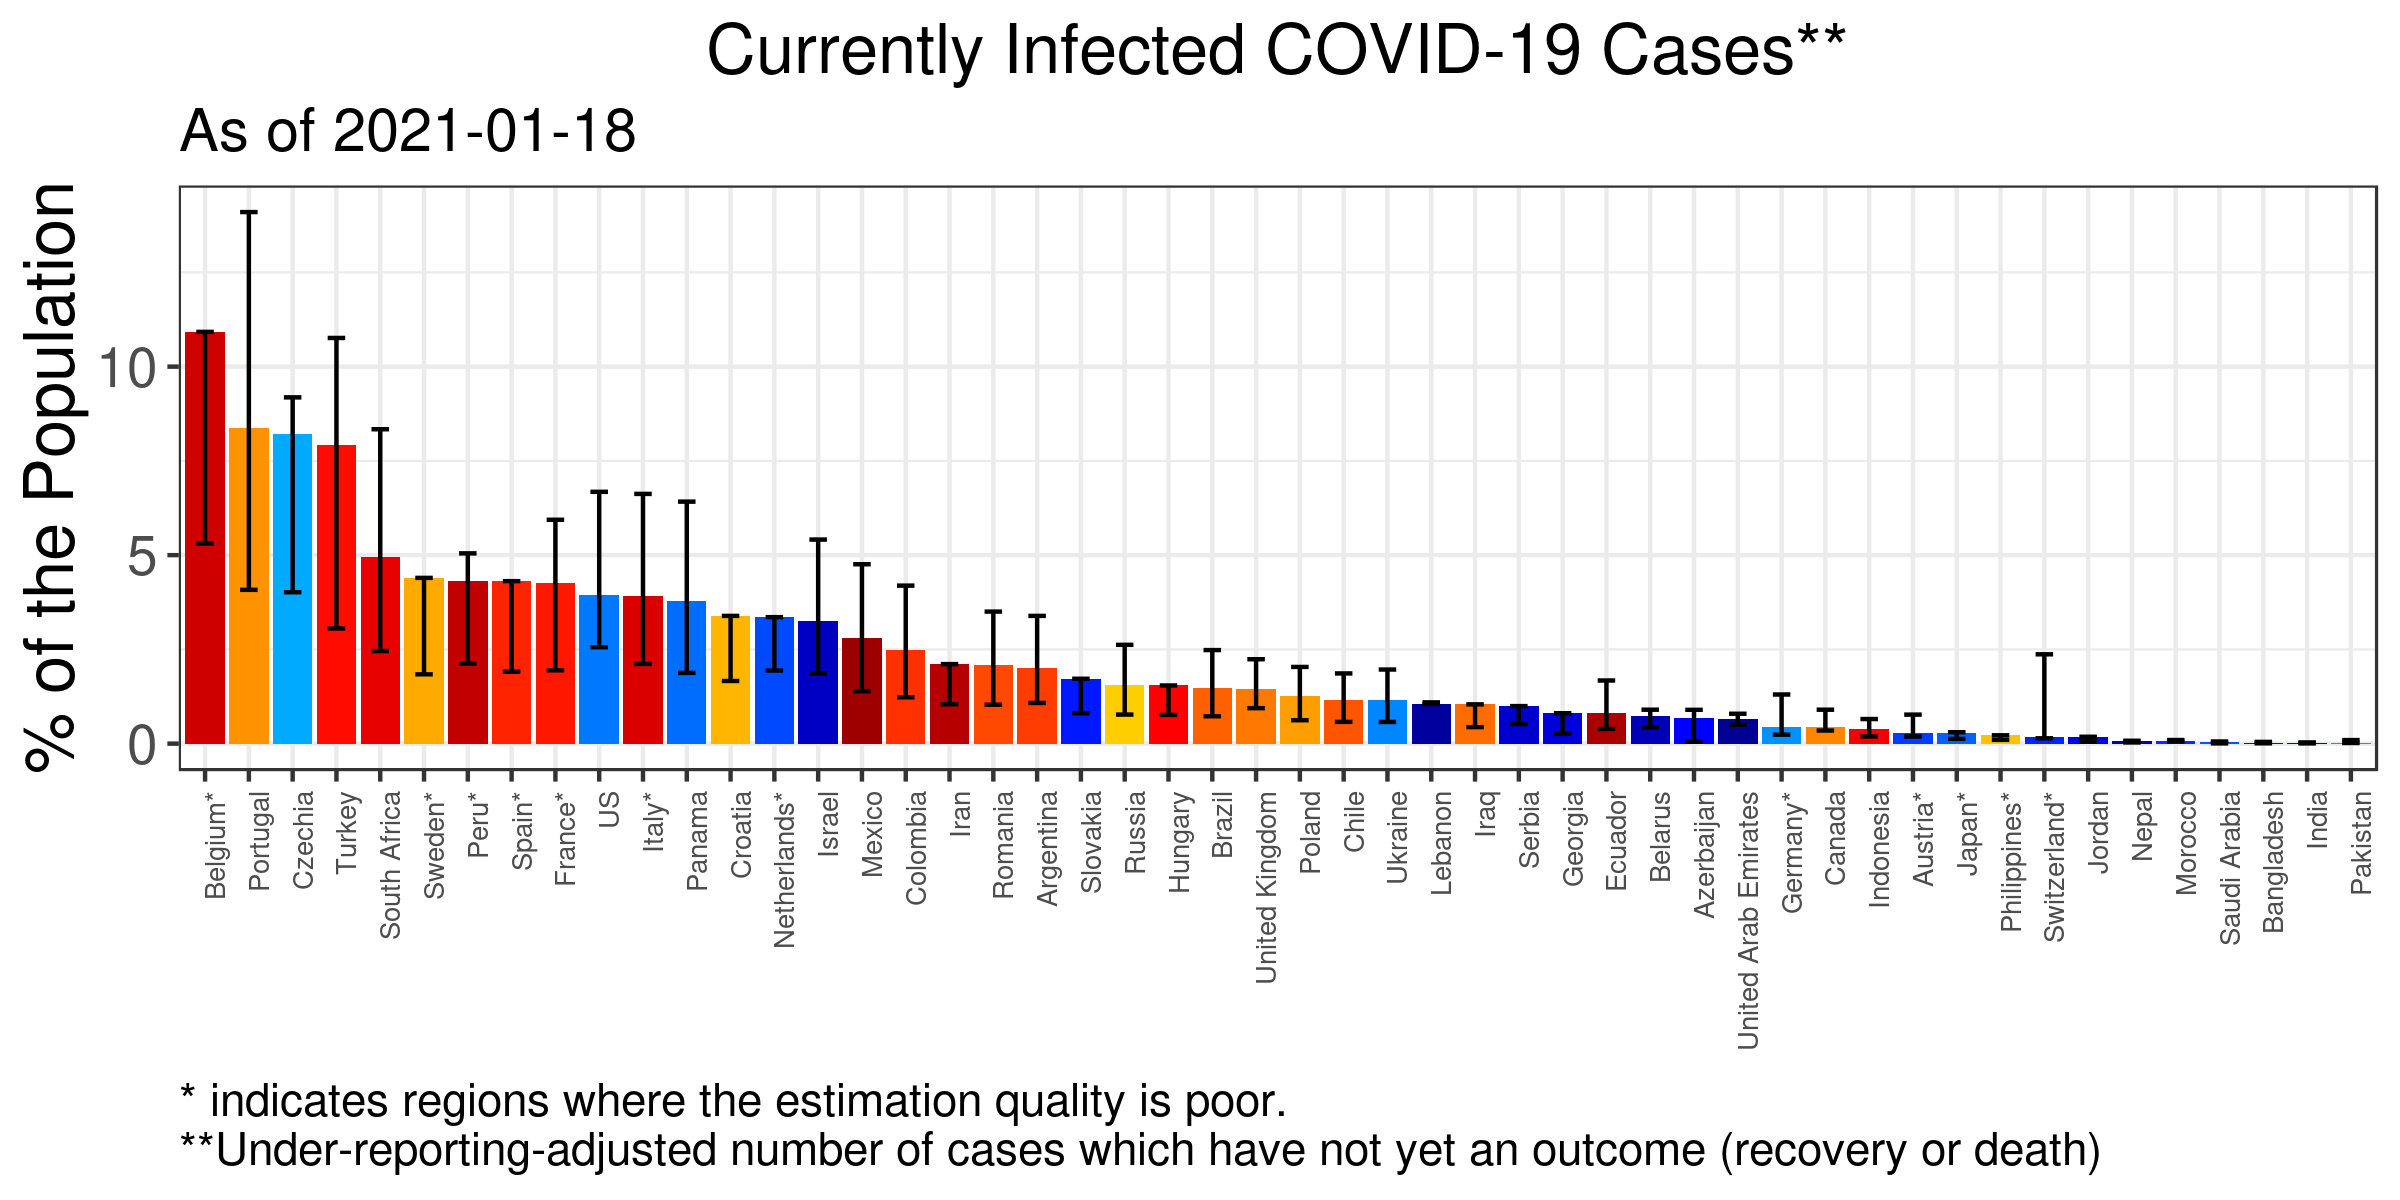 Currently Infected COVID-19 Cases**
As of 2021-01-18
% of the Population
10
5
0
Belgium*
Portugal
Czechia
Turkey
South Africa
Sweden*
Peru*
Spain*
France*
US
Italy*
Panama
Croatia
Netherlands*
Israel
Mexico
Colombia
Iran
Romania
Argentina
Slovakia
Russia
Hungary
Brazil
United Kingdom
Poland
Chile
Ukraine
Lebanon
Iraq
Serbia
Georgia
Ecuador
Belarus
Azerbaijan
United Arab Emirates
Germany*
Canada
Indonesia
Austria*
Japan*
Philippines*
Switzerland*
Jordan
Nepal
Morocco
Saudi Arabia
Bangladesh
India
Pakistan
* indicates regions where the estimation quality is poor.
**Under-reporting-adjusted number of cases which have not yet an outcome (recovery or death)